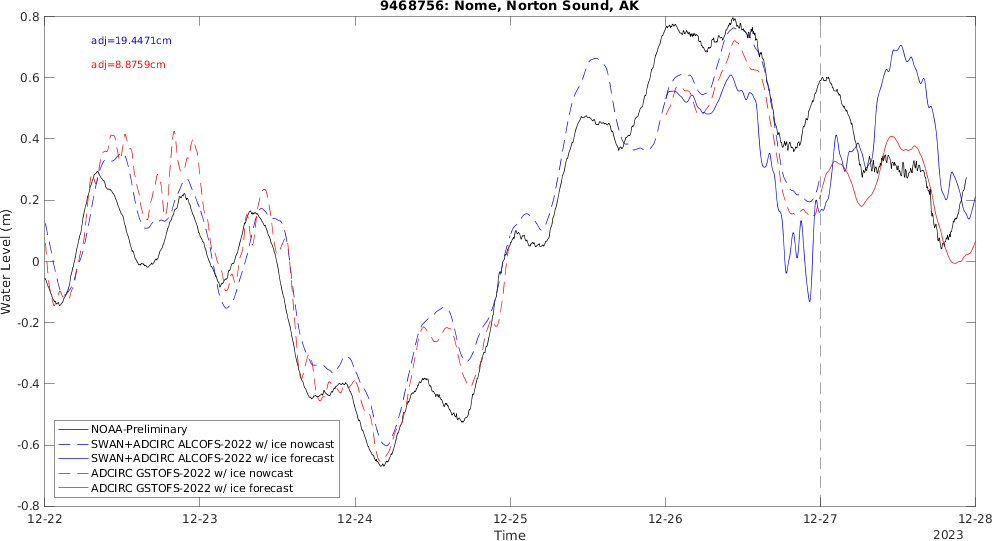 9468756: Nome, Norton Sound, AK
adj=19.4471cm
adj=8.8759cm
Water Level (m)
0.8
0.6
0.4
0.2
0
-0.2
-0.4
-0.6
-0.8
NOAA-Preliminary
SWAN+ADCIRC ALCOFS-2022 w/ ice nowcast
SWAN+ADCIRC ALCOFS-2022 w/ ice forecast
ADCIRC GSTOFS-2022 w/ ice nowcast
ADCIRC GSTOFS-2022 w/ ice forecast
12-22 12-23 12-24 12-25 12-26 12-27 12-28
Time
2023